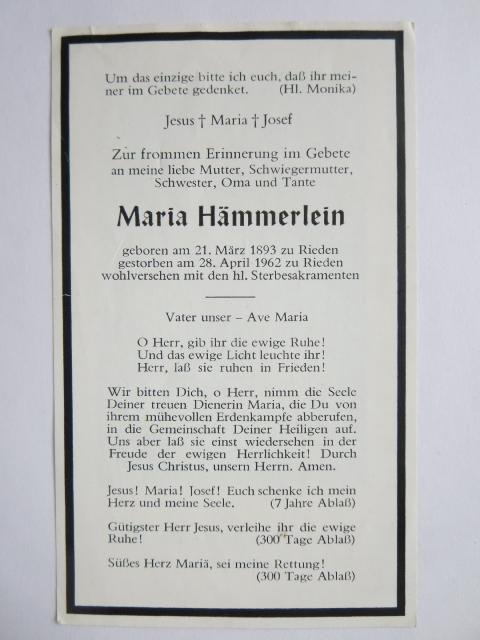 Um das einzige bitte ich euch, daß ihr mei-
ner im Gebete gedenket. (Hl. Monika)
Jesus † Maria † Josef
Zur frommen Erinnerung im Gebete
an meine liebe Mutter, Schwiegermutter,
Schwester, Oma und Tante
Maria Hämmerlein
geboren am 21. März 1893 zu Rieden
gestorben am 28. April 1962 zu Rieden
wohlversehen mit den hl. Sterbesakramenten
Vater unser – Ave Maria
O Herr, gib ihr die ewige Ruhe!
Und das ewige Licht leuchte ihr!
Herr, laß sie ruhen in Frieden!
Wir bitten Dich, o Herr, nimm die Seele
Deiner treuen Dienerin Maria, die Du von
ihrem mühevollen Erdenkampfe abberufen,
in die Gemeinschaft Deiner Heiligen auf.
Uns aber laß sie einst wiedersehen in der
Freude der ewigen Herrlichkeit! Durch
Jesus Christus, unsern Herrn. Amen.
Jesus! Maria! Josef! Euch schenke ich mein
Herz und meine Seele. (7 Jahre Ablaß)
Gütigster Herr Jesus, verleihe ihr die ewige
Ruhe! (300 Tage Ablaß)
Süßes Herz Mariä, sei meine Rettung!
(300 Tage Ablaß)